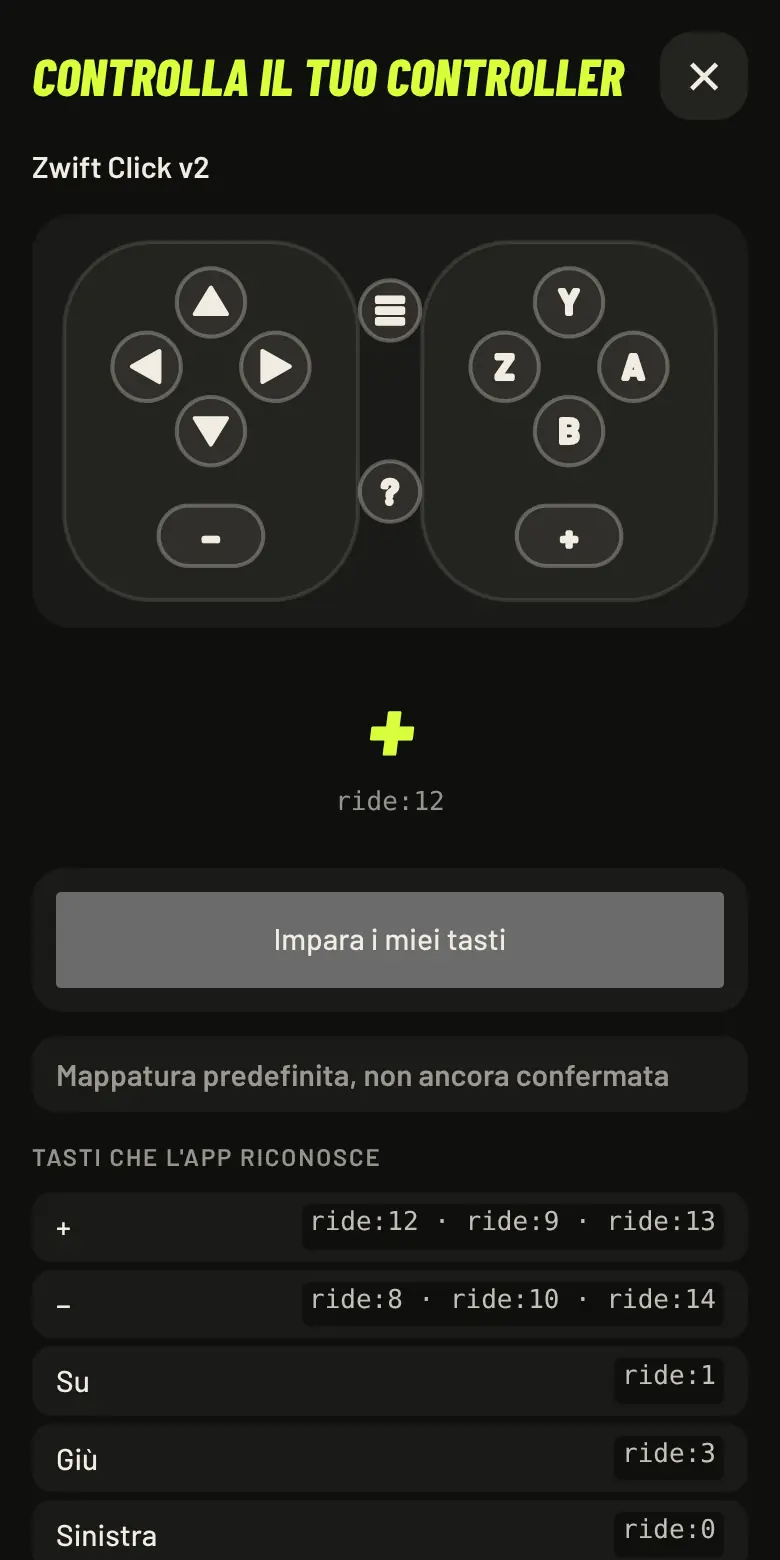 CONTROLLA IL TUO CONTROLLER
Zwift Click v2
Y
Z A
B
?
- +
+
ride:12
Impara i miei tasti
Mappatura predefinita, non ancora confermata
TASTI CHE L'APP RICONOSCE
+ ride:12 · ride:9 · ride:13
− ride:8 · ride:10 · ride:14
Su ride:1
Giù ride:3
Sinistra ride:0